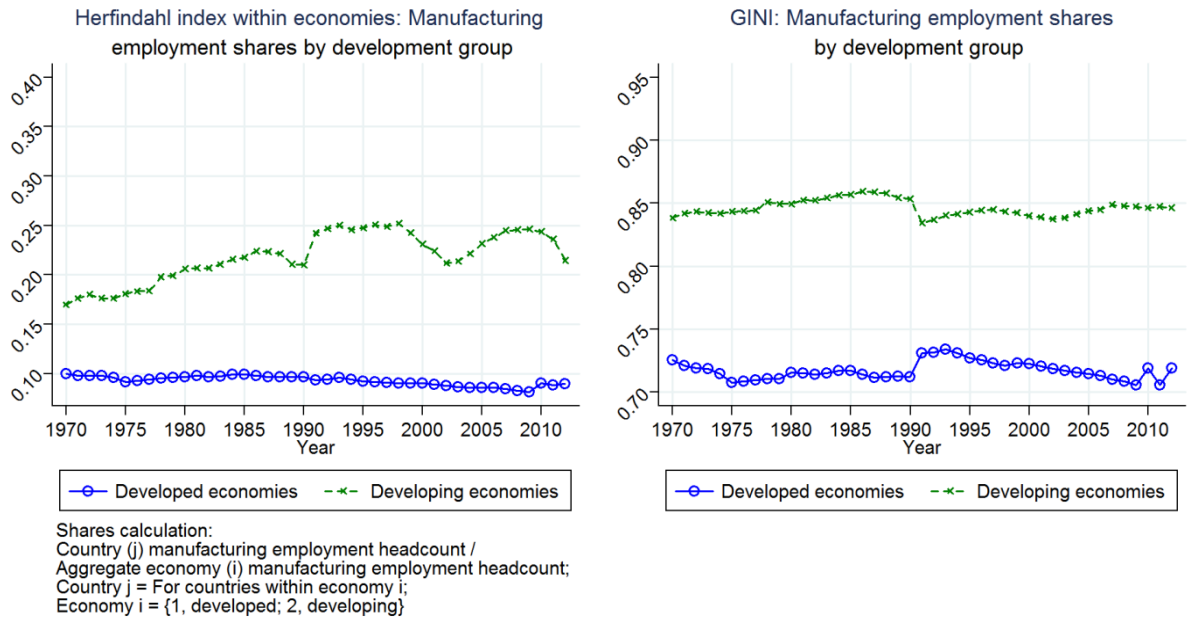 Herfindahl index within economies: Manufacturing
employment shares by development group
0.40
0.35
0.30
0.25
0.20
0.15
0.10
1970 1975 1980 1985 1990 1995 2000 2005 2010
Year
Developed economies Developing economies
Shares calculation:
Country (j) manufacturing employment headcount /
Aggregate economy (i) manufacturing employment headcount;
Country j = For countries within economy i;
Economy i = {1, developed; 2, developing}
GINI: Manufacturing employment shares
by development group
0.95
0.90
0.85
0.80
0.75
0.70
1970 1975 1980 1985 1990 1995 2000 2005 2010
Year
Developed economies Developing economies